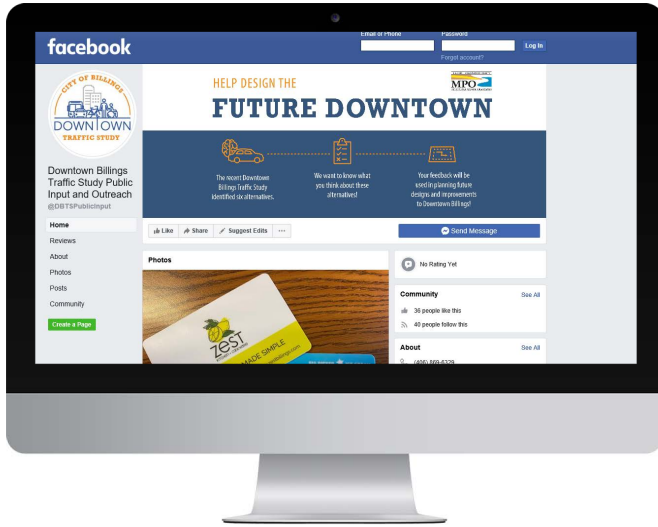 facebook
Email or Phone
Password
Log In
Forgot account?
CITY OF BILLINGS
DOWNTOWN
TRAFFIC STUDY
HELP DESIGN THE
MPO
FUTURE DOWNTOWN
The recent Downtown
Billings Traffic Study
identified six alternatives.
We want to know what
you think about these
alternatives!
Your feedback will be
used in planning future
designs and improvements
to Downtown Billings!
Downtown Billings
Traffic Study Public
Input and Outreach
@DBTSPublicInput
Home
Reviews
About
Photos
Posts
Community
Create a Page
Like
Share
Suggest Edits
Send Message
Photos
zest
MADE SIMPLE
No Rating Yet
Community
See All
36 people like this
40 people follow this
About
See All
(406) 869-6329